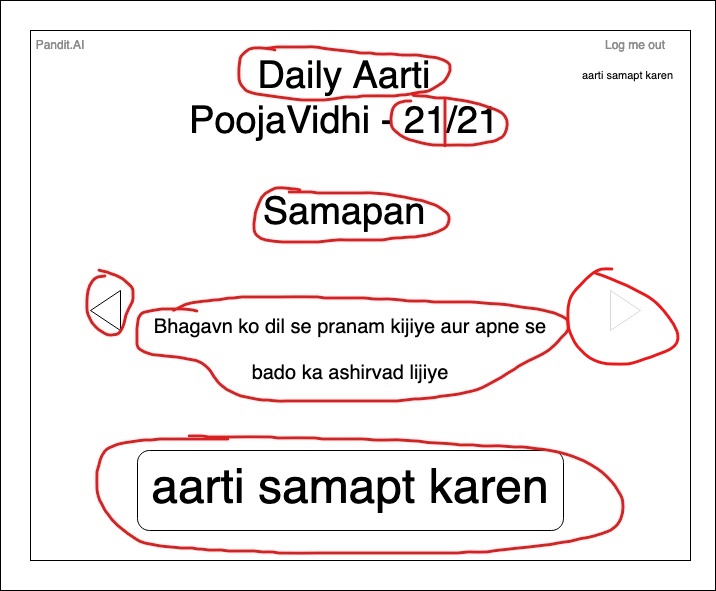 Pandit.AI
Log me out
Daily Aarti
aarti samapt karen
PoojaVidhi - 21/21
Samapan
Bhagavn ko dil se pranam kijiye aur apne se
bado ka ashirvad lijiye
aarti samapt karen